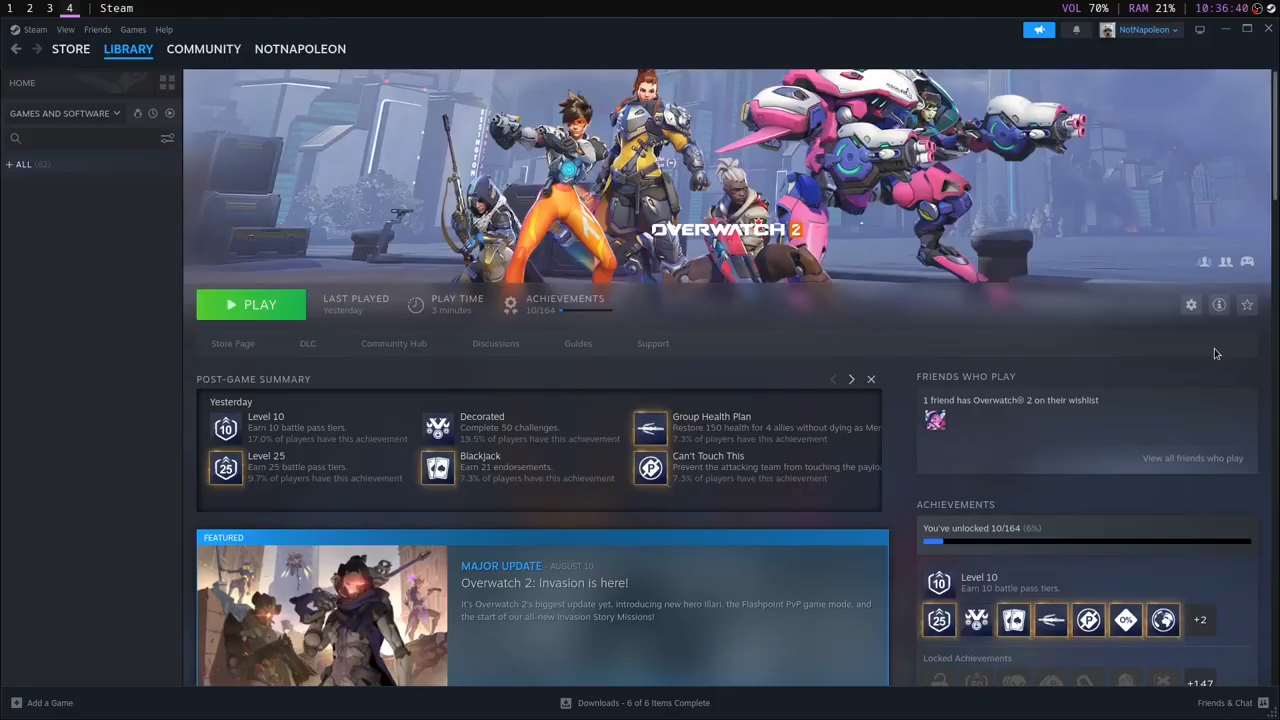 1 2 3 4 Steam VOL 70% RAM 21% 10:36:40
Steam View Friends Games Help NotNapoleon
STORE LIBRARY COMMUNITY NOTNAPOLEON
HOME
GAMES AND SOFTWARE
+ ALL (62)
OVERWATCH 2
PLAY
LAST PLAYED
Yesterday
PLAY TIME
3 minutes
ACHIEVEMENTS
10/164
Store Page DLC Community Hub Discussions Guides Support
POST-GAME SUMMARY
Yesterday
Level 10
Earn 10 battle pass tiers.
17.0% of players have this achievement
Decorated
Complete 50 challenges.
19.5% of players have this achievement
Group Health Plan
Restore 150 health for 4 allies without dying as Mer
7.3% of players have this achievement
Level 25
Earn 25 battle pass tiers.
9.7% of players have this achievement
Blackjack
Earn 21 endorsements.
7.3% of players have this achievement
Can't Touch This
Prevent the attacking team from touching the paylo
7.3% of players have this achievement
FEATURED
MAJOR UPDATE - AUGUST 10
Overwatch 2: Invasion is here!
It's Overwatch 2's biggest update yet, introducing new hero Illari, the Flashpoint PvP game mode, and
the start of our all-new Invasion Story Missions!
FRIENDS WHO PLAY
1 friend has Overwatch® 2 on their wishlist
View all friends who play
ACHIEVEMENTS
You've unlocked 10/164 (6%)
Level 10
Earn 10 battle pass tiers.
+2
Locked Achievements
+147
Add a Game
Downloads - 6 of 6 Items Complete
Friends & Chat